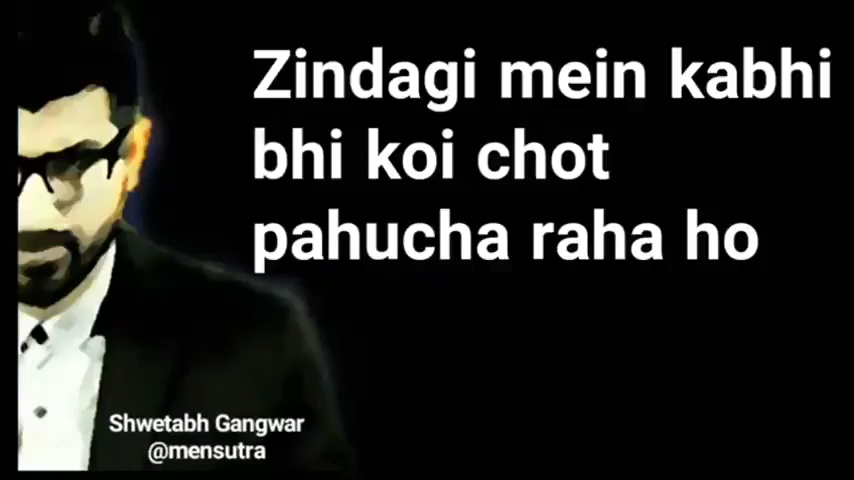 Zindagi mein kabhi
bhi koi chot
pahucha raha ho
Shwetabh Gangwar
@mensutra